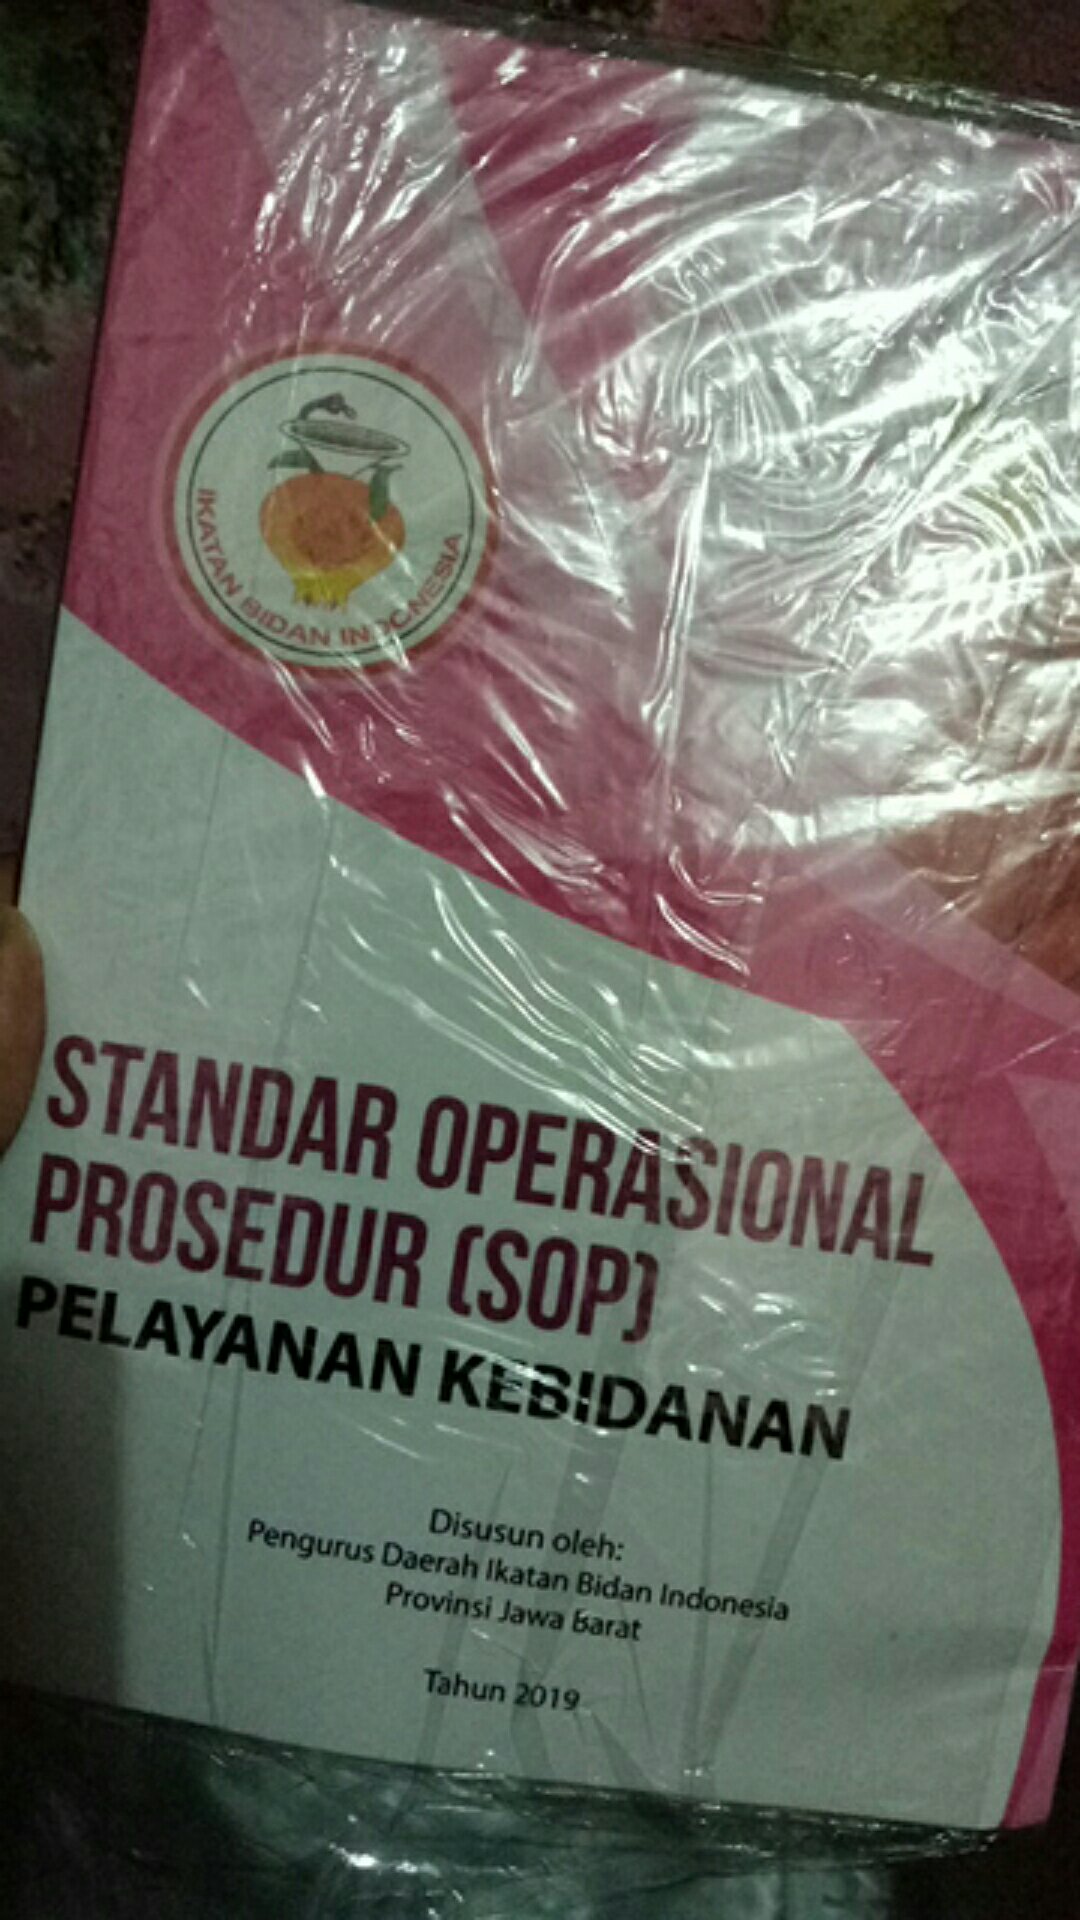 IKATAN BIDAN INDONESIA
STANDAR OPERASIONAL
PROSEDUR (SOP)
PELAYANAN KEBIDANAN
Disusun oleh:
Pengurus Daerah Ikatan Bidan Indonesia
Provinsi Jawa Barat
Tahun 2019